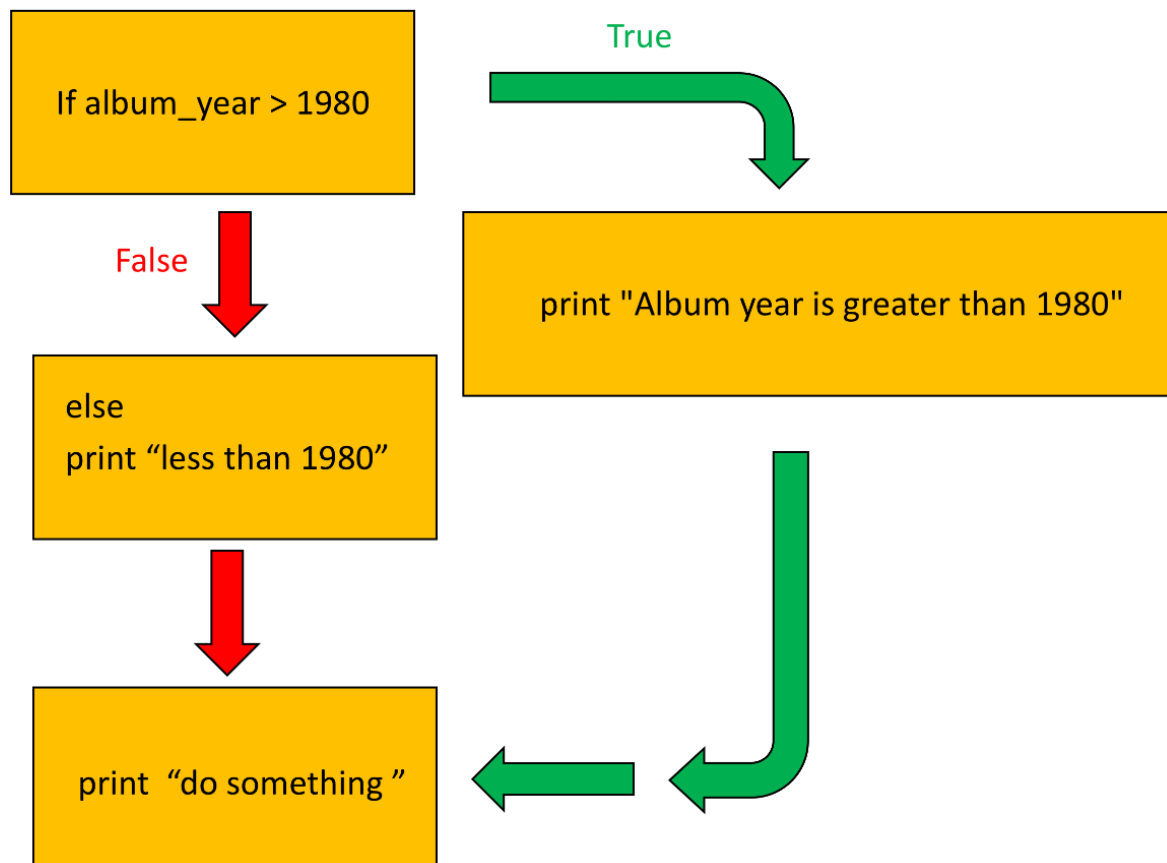 True
If album_year > 1980
False
print "Album year is greater than 1980"
else
print “less than 1980”
print  “do something ”